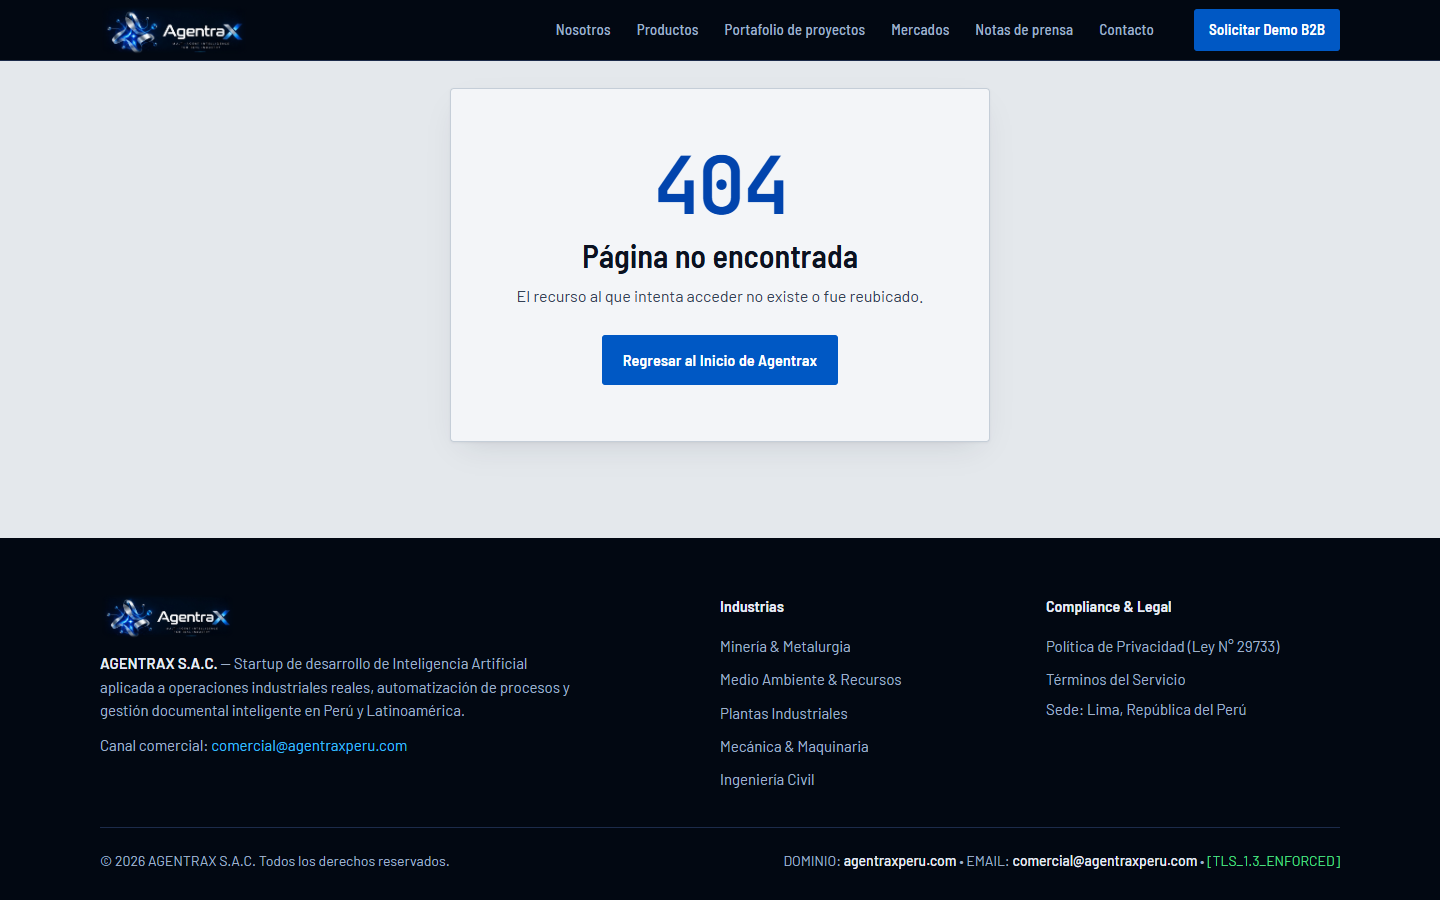 AgentraX
Nosotros
Productos
Portafolio de proyectos
Mercados
Notas de prensa
Contacto
Solicitar Demo B2B
404
Página no encontrada
El recurso al que intenta acceder no existe o fue reubicado.
Regresar al Inicio de Agentrax
AgentraX
AGENTRAX S.A.C. — Startup de desarrollo de Inteligencia Artificial
aplicada a operaciones industriales reales, automatización de procesos y
gestión documental inteligente en Perú y Latinoamérica.
Canal comercial: comercial@agentraxperu.com
Industrias
Minería & Metalurgia
Medio Ambiente & Recursos
Plantas Industriales
Mecánica & Maquinaria
Ingeniería Civil
Compliance & Legal
Política de Privacidad (Ley N° 29733)
Términos del Servicio
Sede: Lima, República del Perú
© 2026 AGENTRAX S.A.C. Todos los derechos reservados.
DOMINIO: agentraxperu.com • EMAIL: comercial@agentraxperu.com • [TLS_1.3_ENFORCED]